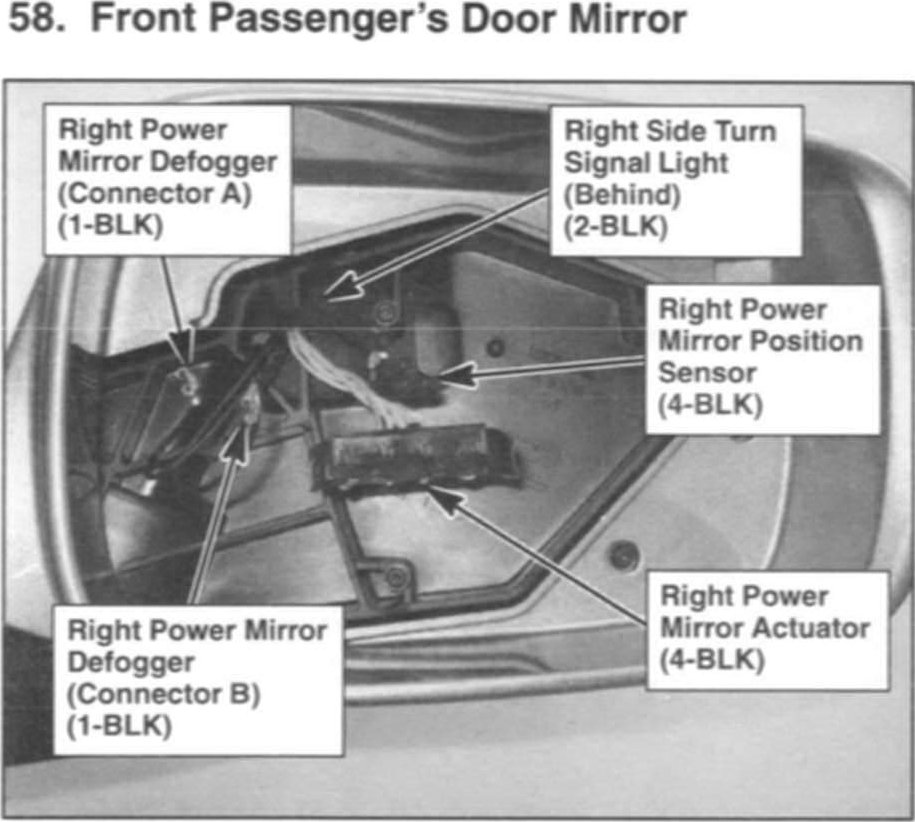 58. Front Passenger's Door Mirror
Right Power
Mirror Defogger
(Connector A)
(1-BLK)
Right Side Turn
Signal Light
(Behind)
(2-BLK)
Right Power
Mirror Position
Sensor
(4-BLK)
Right Power
Mirror Actuator
(4-BLK)
Right Power Mirror
Defogger
(Connector B)
(1-BLK)